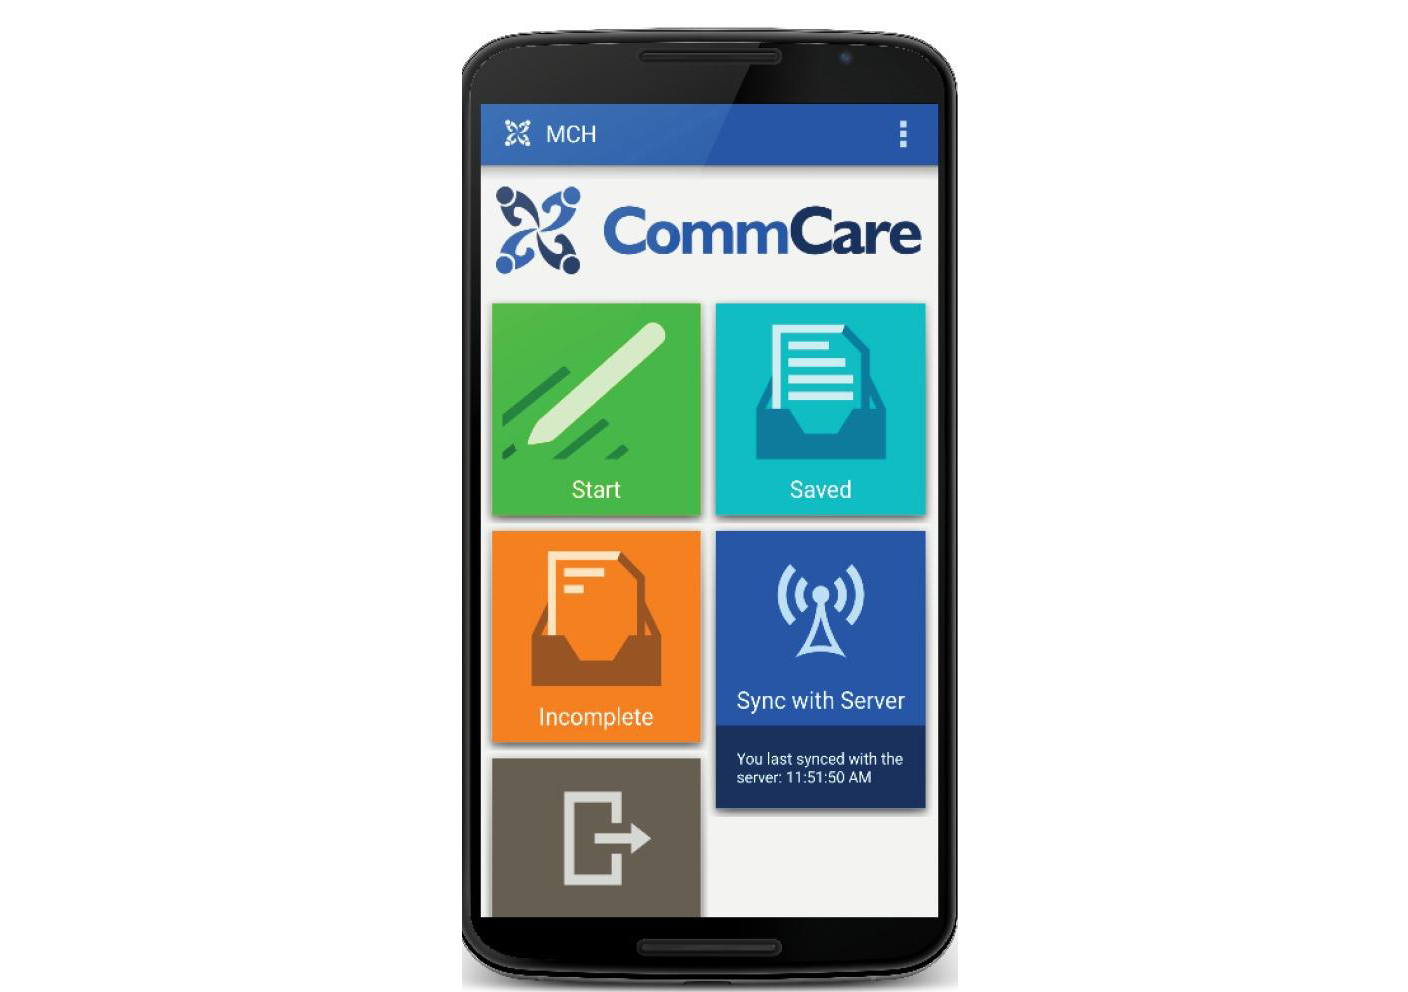 MCH
CommCare
Start
Saved
Incomplete
Sync with Server
You last synced with the
server: 11:51:50 AM